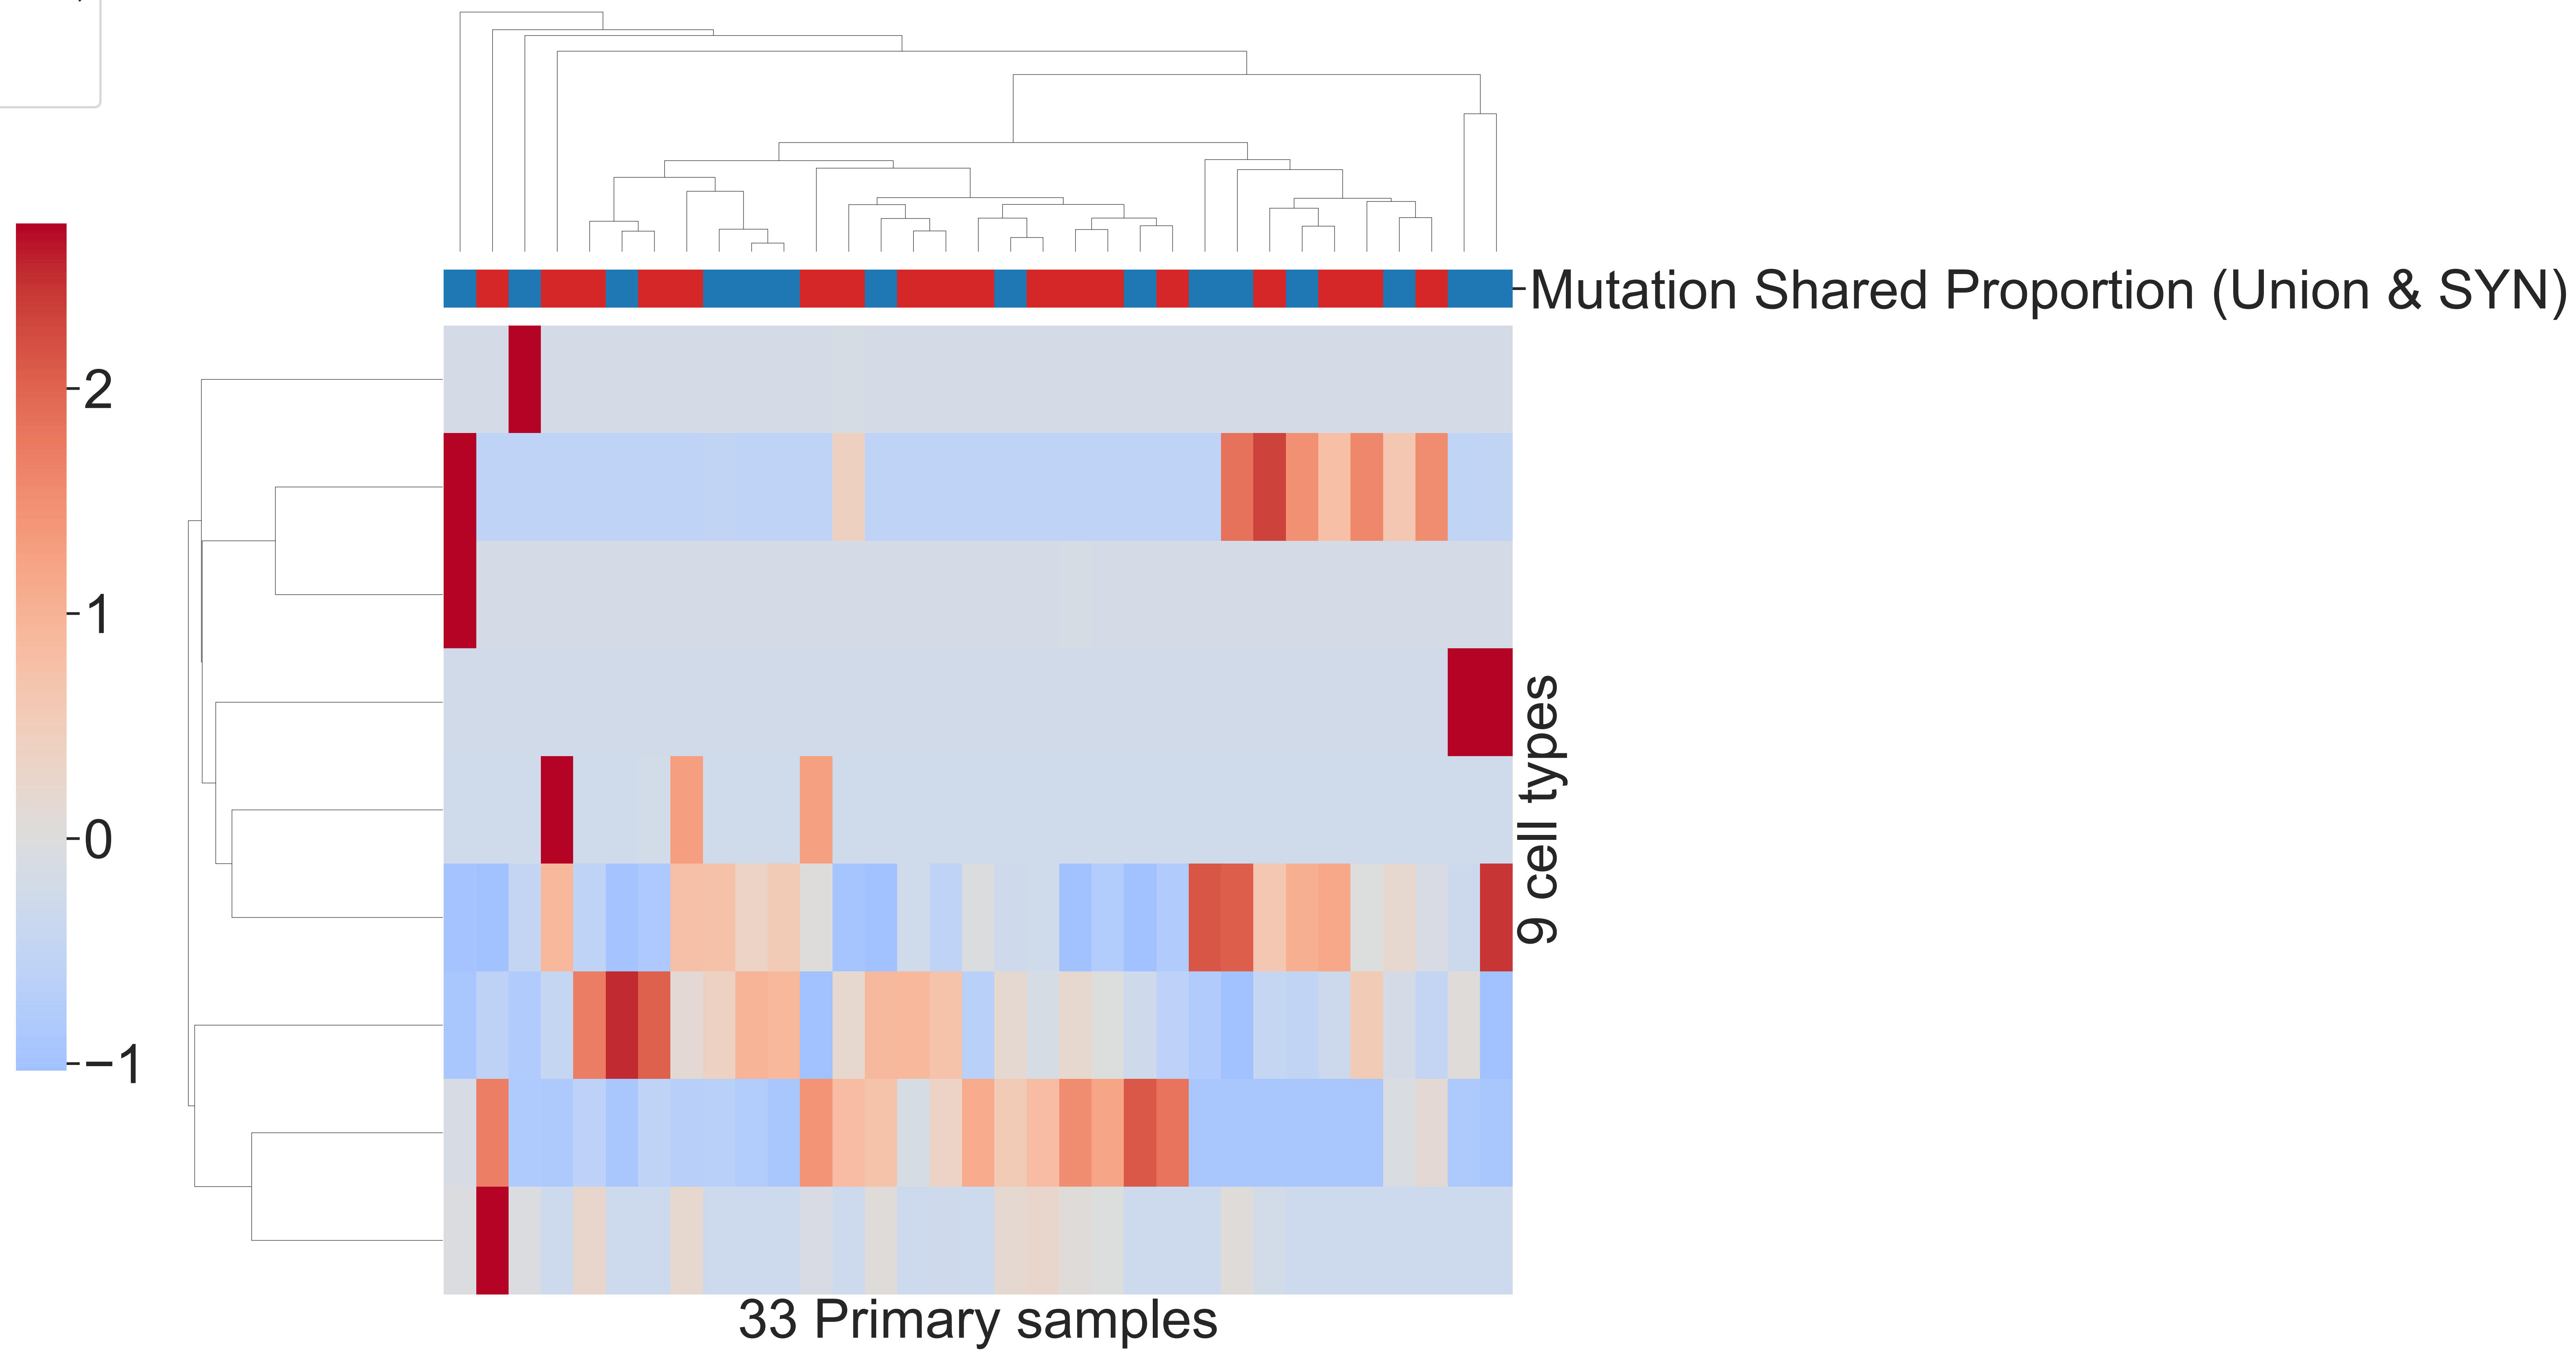 Mutation Shared Proportion (Union & SYN)
2
1
0
−1
9 cell types
33 Primary samples